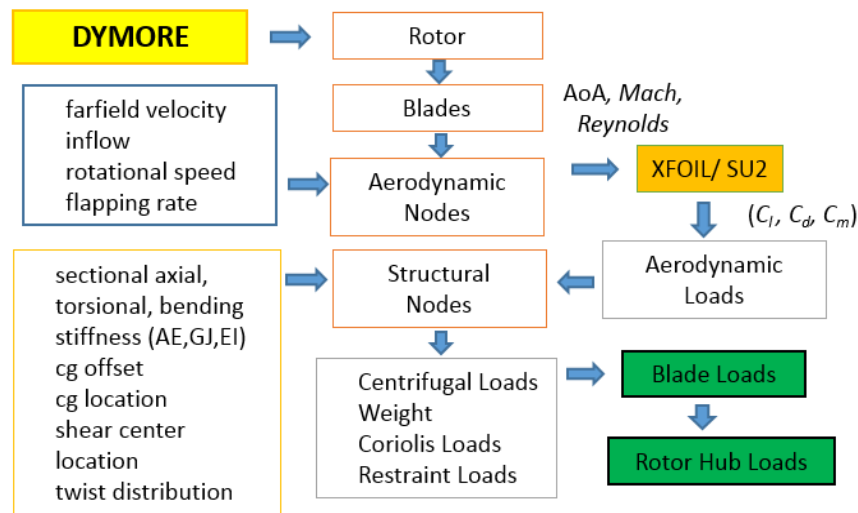 DYMORE
Rotor
farfield velocity
inflow
rotational speed
flapping rate
Blades
AoA, Mach,
Reynolds
Aerodynamic
Nodes
XFOIL/ SU2
(Cl, Cd, Cm)
sectional axial,
torsional, bending
stiffness (AE,GJ,EI)
cg offset
cg location
shear center
location
twist distribution
Structural
Nodes
Aerodynamic
Loads
Centrifugal Loads
Weight
Coriolis Loads
Restraint Loads
Blade Loads
Rotor Hub Loads